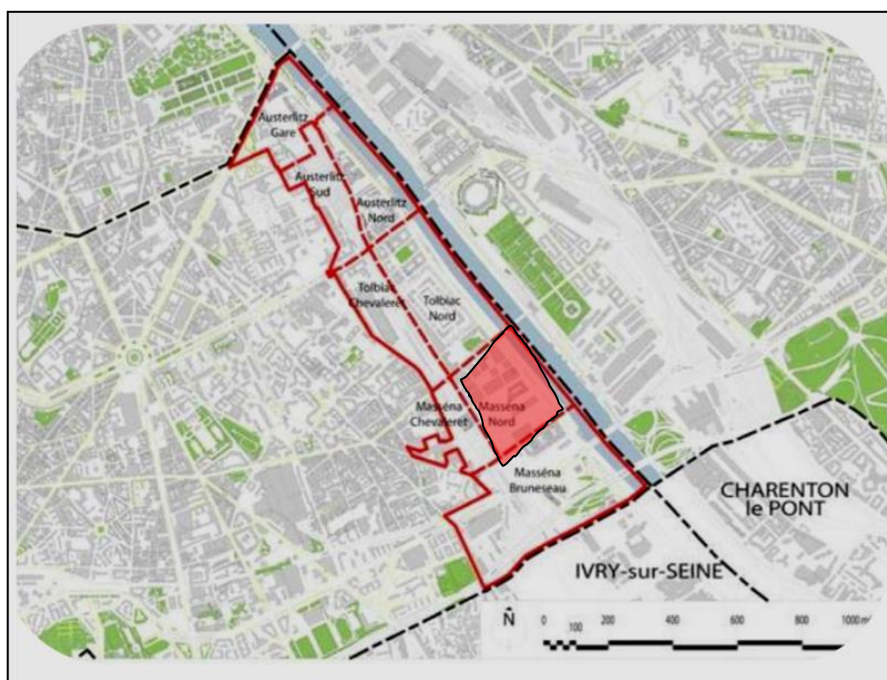 Austerlitz
Gare
Austerlitz
Sud
Austerlitz
Nord
Tolbiac
Chevaleret
Tolbiac
Nord
Masséna
Chevaleret
Masséna
Nord
Masséna
Bruneseau
CHARENTON
le PONT
IVRY-sur-SEINE
N
0 100 200 400 600 800 1000 m